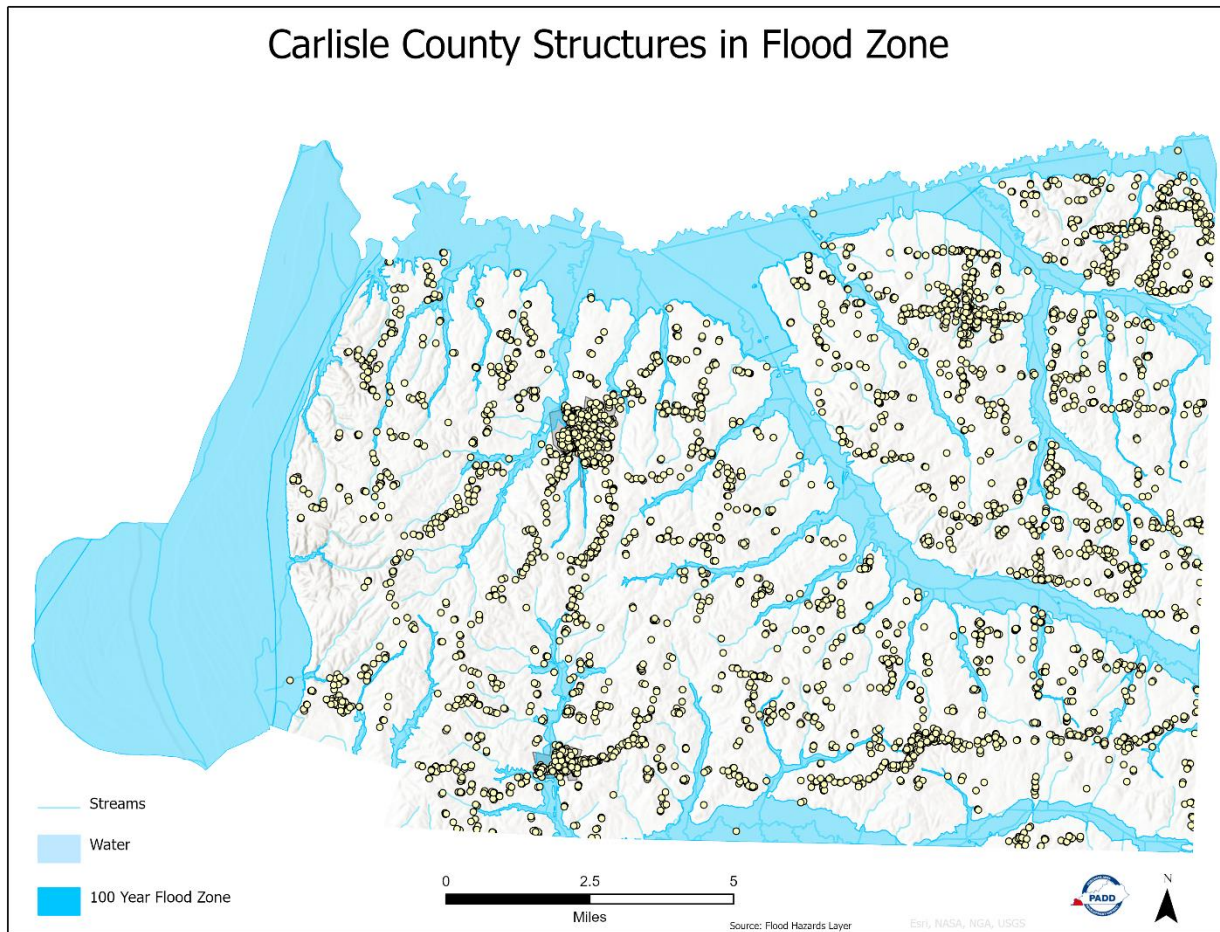 Carlisle County Structures in Flood Zone
Streams
Water
100 Year Flood Zone
0 2.5 5
Miles
Source: Flood Hazards Layer
Esri, NASA, NGA, USGS
PADD
N